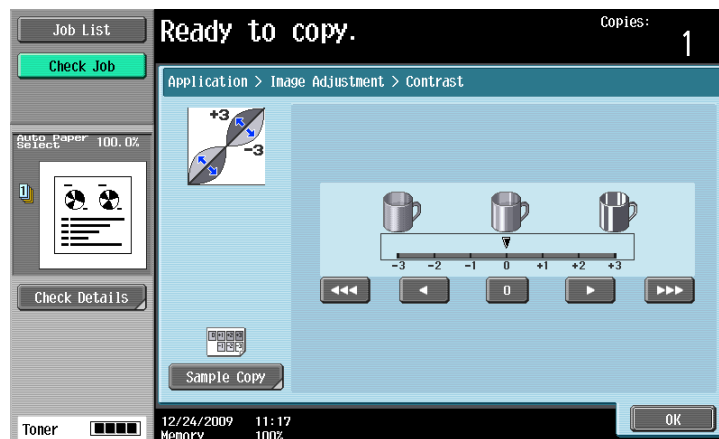 Job List
Ready to copy.
Copies:
1
Check Job
Application > Image Adjustment > Contrast
Auto Paper
Select
100.0%
+3
-3
1
-3 -2 -1 0 +1 +2 +3
0
Check Details
Sample Copy
Toner
12/24/2009 11:17
Memory 100%
OK